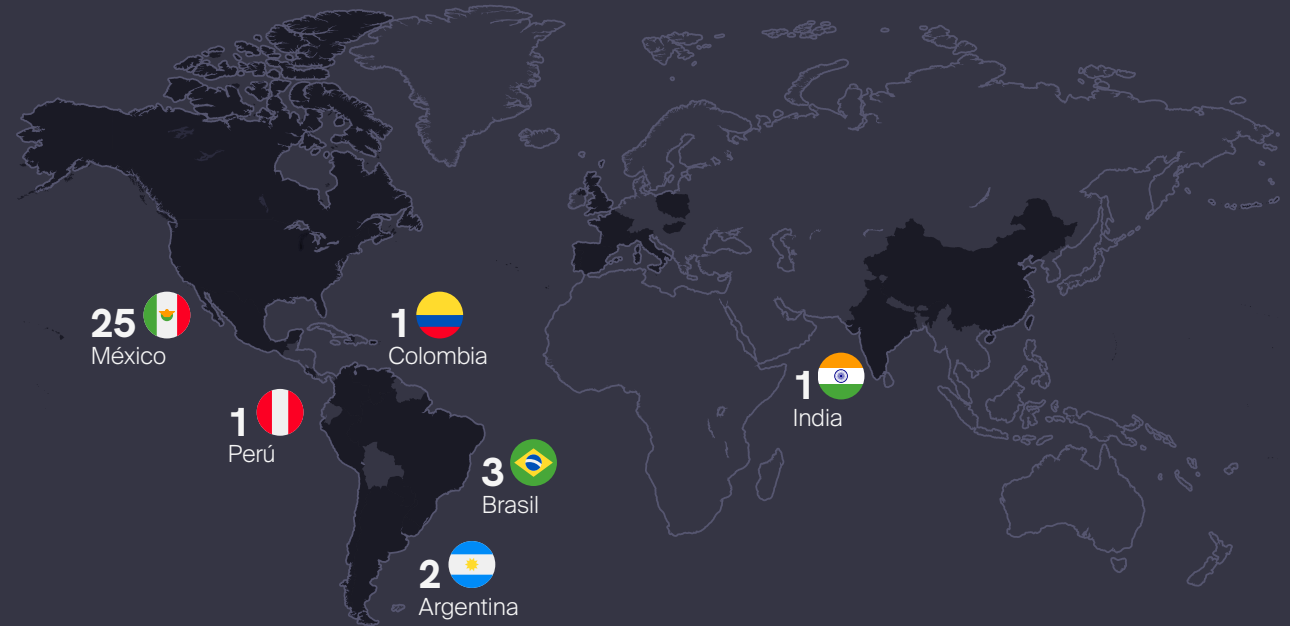 25
México
1
Colombia
1
India
1
Perú
3
Brasil
2
Argentina